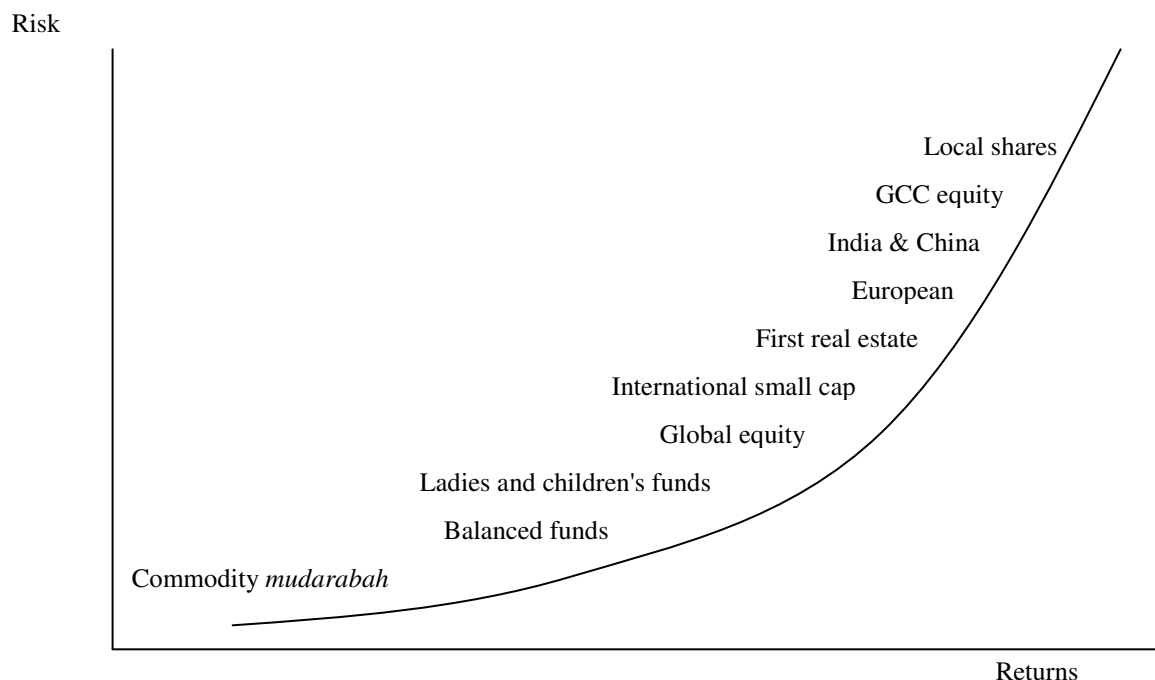 Risk
Local shares
GCC equity
India & China
European
First real estate
International small cap
Global equity
Ladies and children's funds
Balanced funds
Commodity mudarabah
Returns